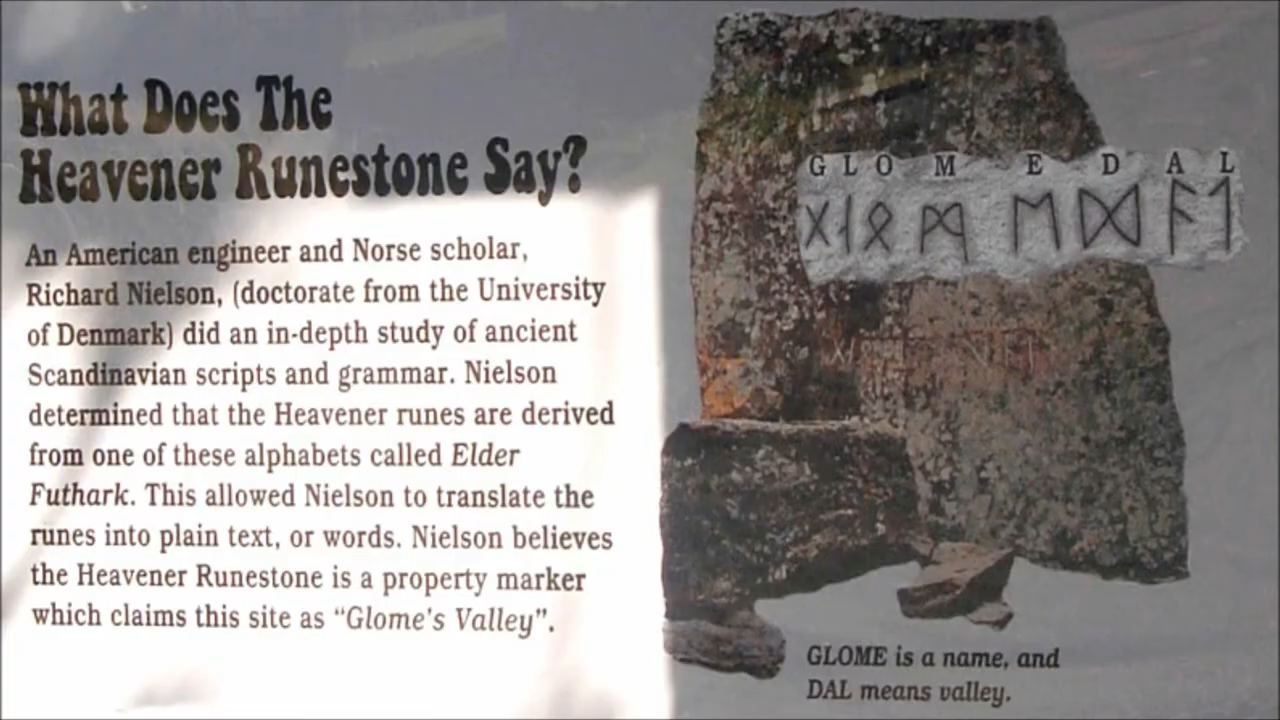 What Does The
Heavener Runestone Say?
An American engineer and Norse scholar,
Richard Nielson, (doctorate from the University
of Denmark) did an in-depth study of ancient
Scandinavian scripts and grammar. Nielson
determined that the Heavener runes are derived
from one of these alphabets called Elder
Futhark. This allowed Nielson to translate the
runes into plain text, or words. Nielson believes
the Heavener Runestone is a property marker
which claims this site as “Glome's Valley”.
G L O M E D A L
ᚷᛆᛟᛗᛖᛞᚨᛚ
GLOME is a name, and
DAL means valley.